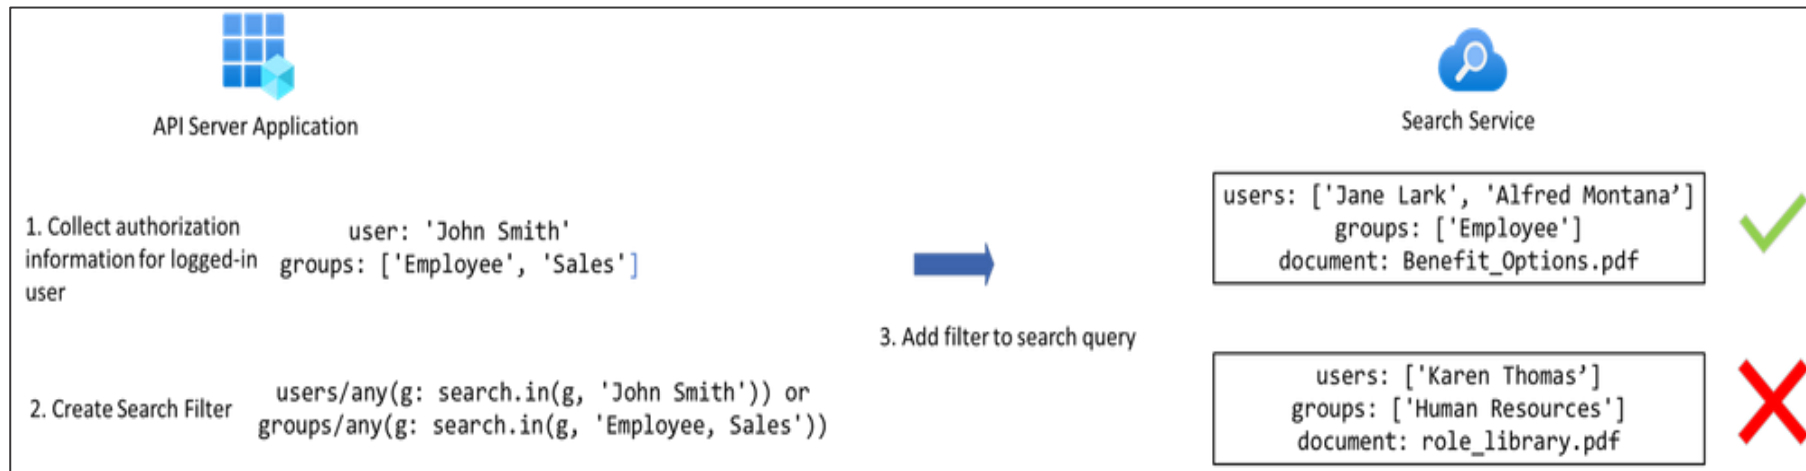 API Server Application
Search Service
1. Collect authorization
information for logged-in
user
user: 'John Smith'
groups: ['Employee', 'Sales']
2. Create Search Filter
users/any(g: search.in(g, 'John Smith')) or
groups/any(g: search.in(g, 'Employee, Sales'))
3. Add filter to search query
users: ['Jane Lark', 'Alfred Montana’]
groups: ['Employee']
document: Benefit_Options.pdf
users: ['Karen Thomas’]
groups: ['Human Resources']
document: role_library.pdf